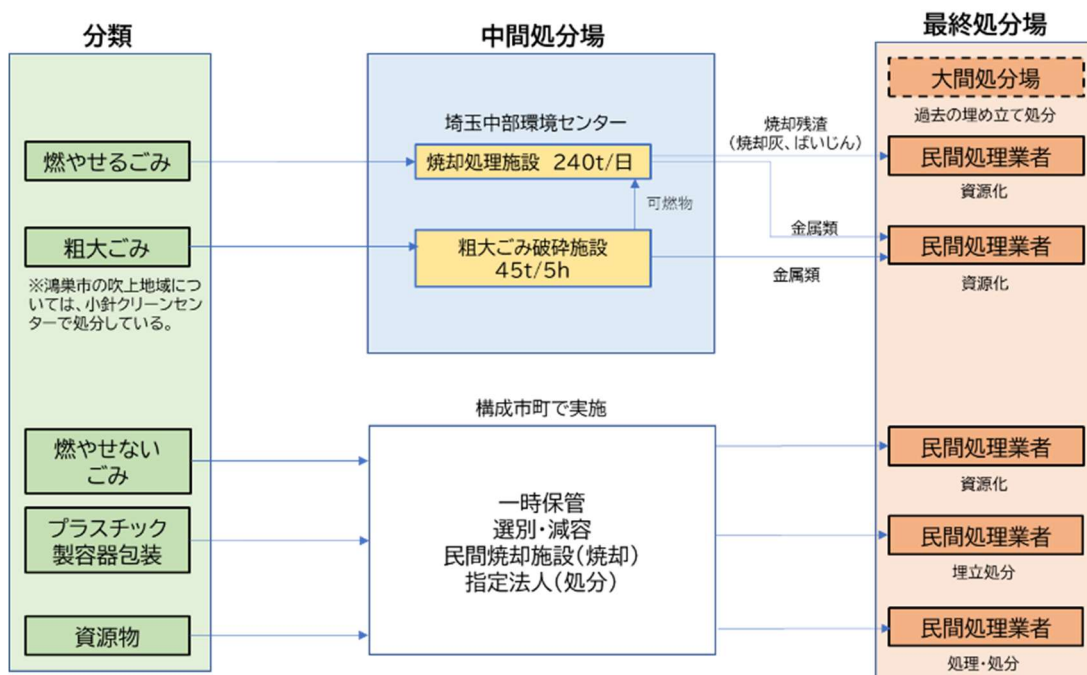 分類
中間処分場
最終処分場
大間処分場
過去の埋め立て処分
埼玉中部環境センター
焼却残渣
(焼却灰、ばいじん)
燃やせるごみ
焼却処理施設 240t/日
民間処理業者
資源化
可燃物
金属類
粗大ごみ
粗大ごみ破砕施設
45t/5h
金属類
民間処理業者
資源化
※鴻巣市の吹上地域につ
いては、小針クリーンセン
ターで処分している。
構成市町で実施
燃やせない
ごみ
民間処理業者
資源化
一時保管
選別・減容
民間焼却施設(焼却)
指定法人(処分)
プラスチック
製容器包装
民間処理業者
埋立処分
資源物
民間処理業者
処理・処分